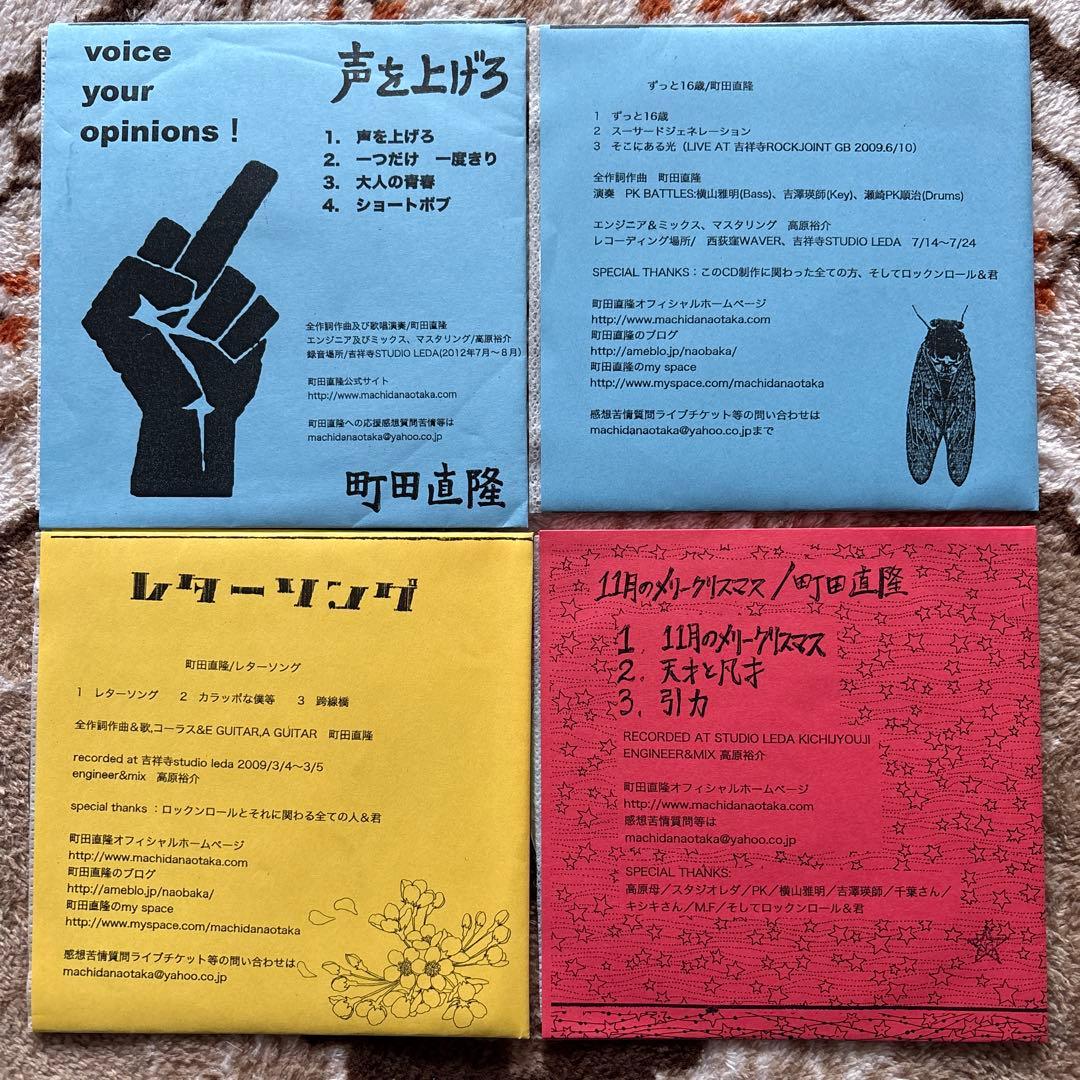 voice
your
opinions！
声を上げろ
1. 声を上げろ
2. 一つだけ　一度きり
3. 大人の青春
4. ショートボブ
全作詞作曲及び歌唱演奏/町田直隆
エンジニア及びミックス、マスタリング/高原裕介
録音場所/吉祥寺STUDIO LEDA(2012年7月〜8月)
町田直隆公式サイト
http://www.machidanaotaka.com
町田直隆への応援感想質問苦情等は
machidanaotaka@yahoo.co.jp
町田直隆
ずっと16歳/町田直隆
1　ずっと16歳
2　スーサードジェネレーション
3　そこにある光（LIVE AT 吉祥寺ROCKJOINT GB 2009.6/10）
全作詞作曲　町田直隆
演奏　PK BATTLES:横山雅明(Bass)、吉澤瑛師(Key)、瀬崎PK順治(Drums)
エンジニア＆ミックス、マスタリング　高原裕介
レコーディング場所/　西荻窪WAVER、吉祥寺STUDIO LEDA　7/14〜7/24
SPECIAL THANKS：このCD制作に関わった全ての方、そしてロックンロール＆君
町田直隆オフィシャルホームページ
http://www.machidanaotaka.com
町田直隆のブログ
http://ameblo.jp/naobaka/
町田直隆のmy space
http://www.myspace.com/machidanaotaka
感想苦情質問ライブチケット等の問い合わせは
machidanaotaka@yahoo.co.jpまで
レターソング
町田直隆/レターソング
1　レターソング　2　カラッポな僕等　3　跨線橋
全作詞作曲＆歌,コーラス&E GUITAR,A GUITAR　町田直隆
recorded at 吉祥寺studio leda 2009/3/4〜3/5
engineer&mix　高原裕介
special thanks ：ロックンロールとそれに関わる全ての人＆君
町田直隆オフィシャルホームページ
http://www.machidanaotaka.com
町田直隆のブログ
http://ameblo.jp/naobaka/
町田直隆のmy space
http://www.myspace.com/machidanaotaka
感想苦情質問ライブチケット等の問い合わせは
machidanaotaka@yahoo.co.jp
11月のメリークリスマス／町田直隆
1. 11月のメリークリスマス
2. 天才と凡才
3. 引力
RECORDED AT STUDIO LEDA KICHIJYOUJI
ENGINEER&MIX 高原裕介
町田直隆オフィシャルホームページ
http://www.machidanaotaka.com
感想苦情質問等は
machidanaotaka@yahoo.co.jp
SPECIAL THANKS:
高原母／スタジオレダ／PK／横山雅明／吉澤瑛師／千葉さん／
キシキさん／M.F／そしてロックンロール＆君